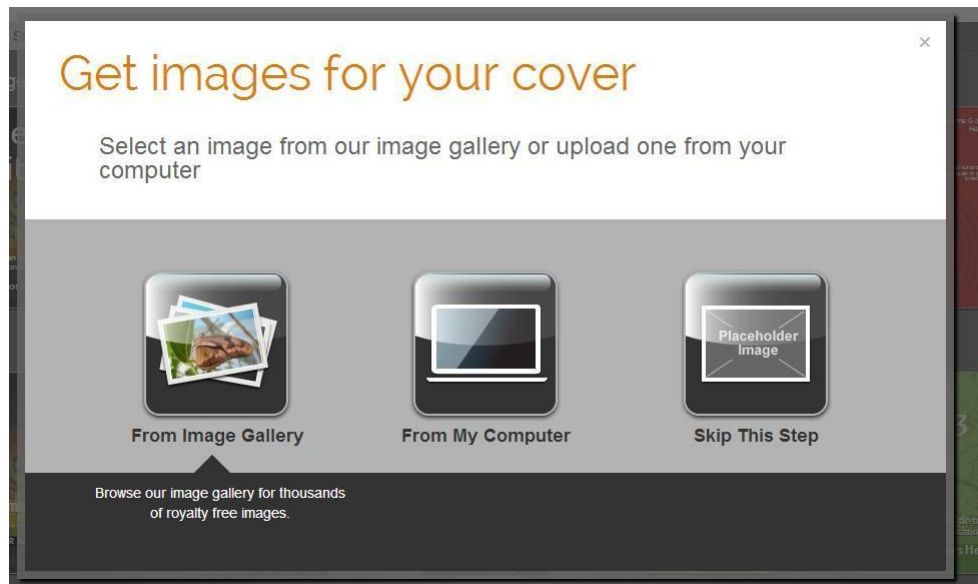 ×
Get images for your cover
Select an image from our image gallery or upload one from your
computer
Placeholder
Image
From Image Gallery
From My Computer
Skip This Step
Browse our image gallery for thousands
of royalty free images.